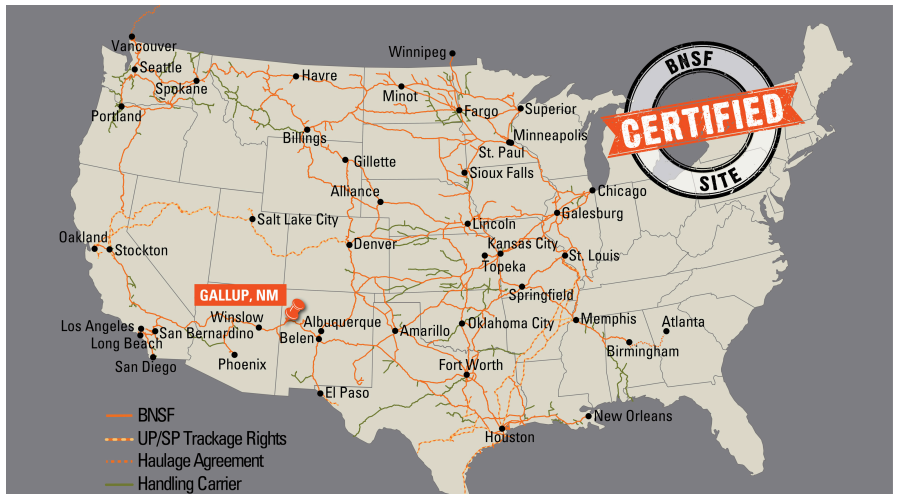 Vancouver
Seattle
Spokane
Portland
Havre
Winnipeg
Minot
Fargo
Superior
Billings
Minneapolis
St. Paul
Gillette
Sioux Falls
Alliance
Chicago
Salt Lake City
Lincoln
Galesburg
Oakland
Stockton
Denver
Kansas City
Topeka
St. Louis
GALLUP, NM
Springfield
Winslow
Los Angeles
San Bernardino
Long Beach
San Diego
Phoenix
Albuquerque
Belen
Amarillo
Oklahoma City
Memphis
Atlanta
Birmingham
Fort Worth
El Paso
New Orleans
Houston
BNSF
CERTIFIED
SITE
BNSF
UP/SP Trackage Rights
Haulage Agreement
Handling Carrier